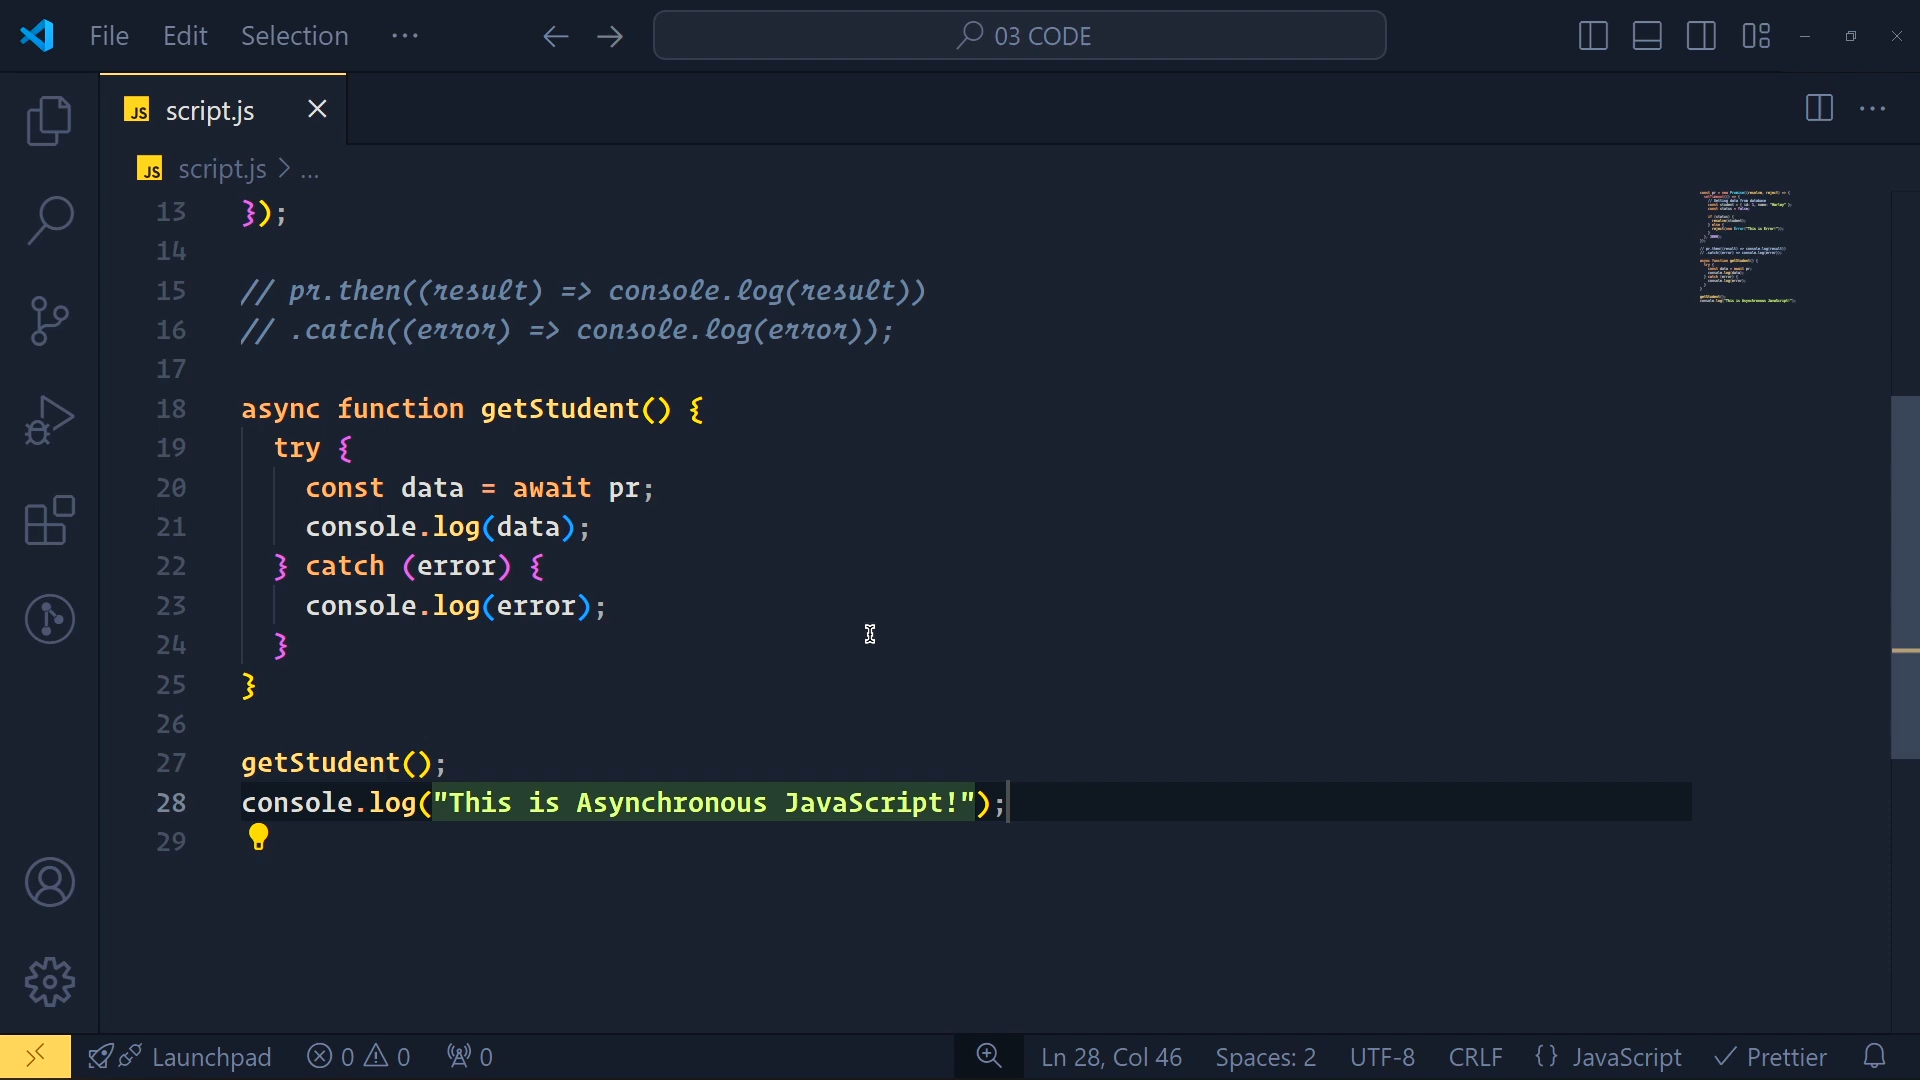 File Edit Selection ··· 03 CODE
JS script.js
JS script.js > ...
13 });
14
15 // pr.then((result) => console.log(result))
16 // .catch((error) => console.log(error));
17
18 async function getStudent() {
19 try {
20 const data = await pr;
21 console.log(data);
22 } catch (error) {
23 console.log(error);
24 }
25 }
26
27 getStudent();
28 console.log("This is Asynchronous JavaScript!");
29
Launchpad 0 0 0 Ln 28, Col 46 Spaces: 2 UTF-8 CRLF {} JavaScript Prettier